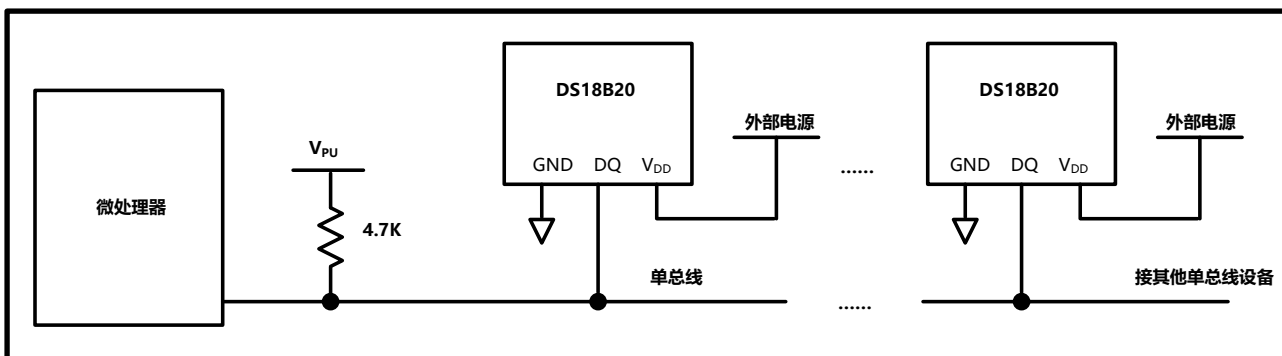 DS18B20
DS18B20
外部电源
外部电源
V_PU
GND DQ V_DD
......
GND DQ V_DD
微处理器
4.7K
单总线
接其他单总线设备
......